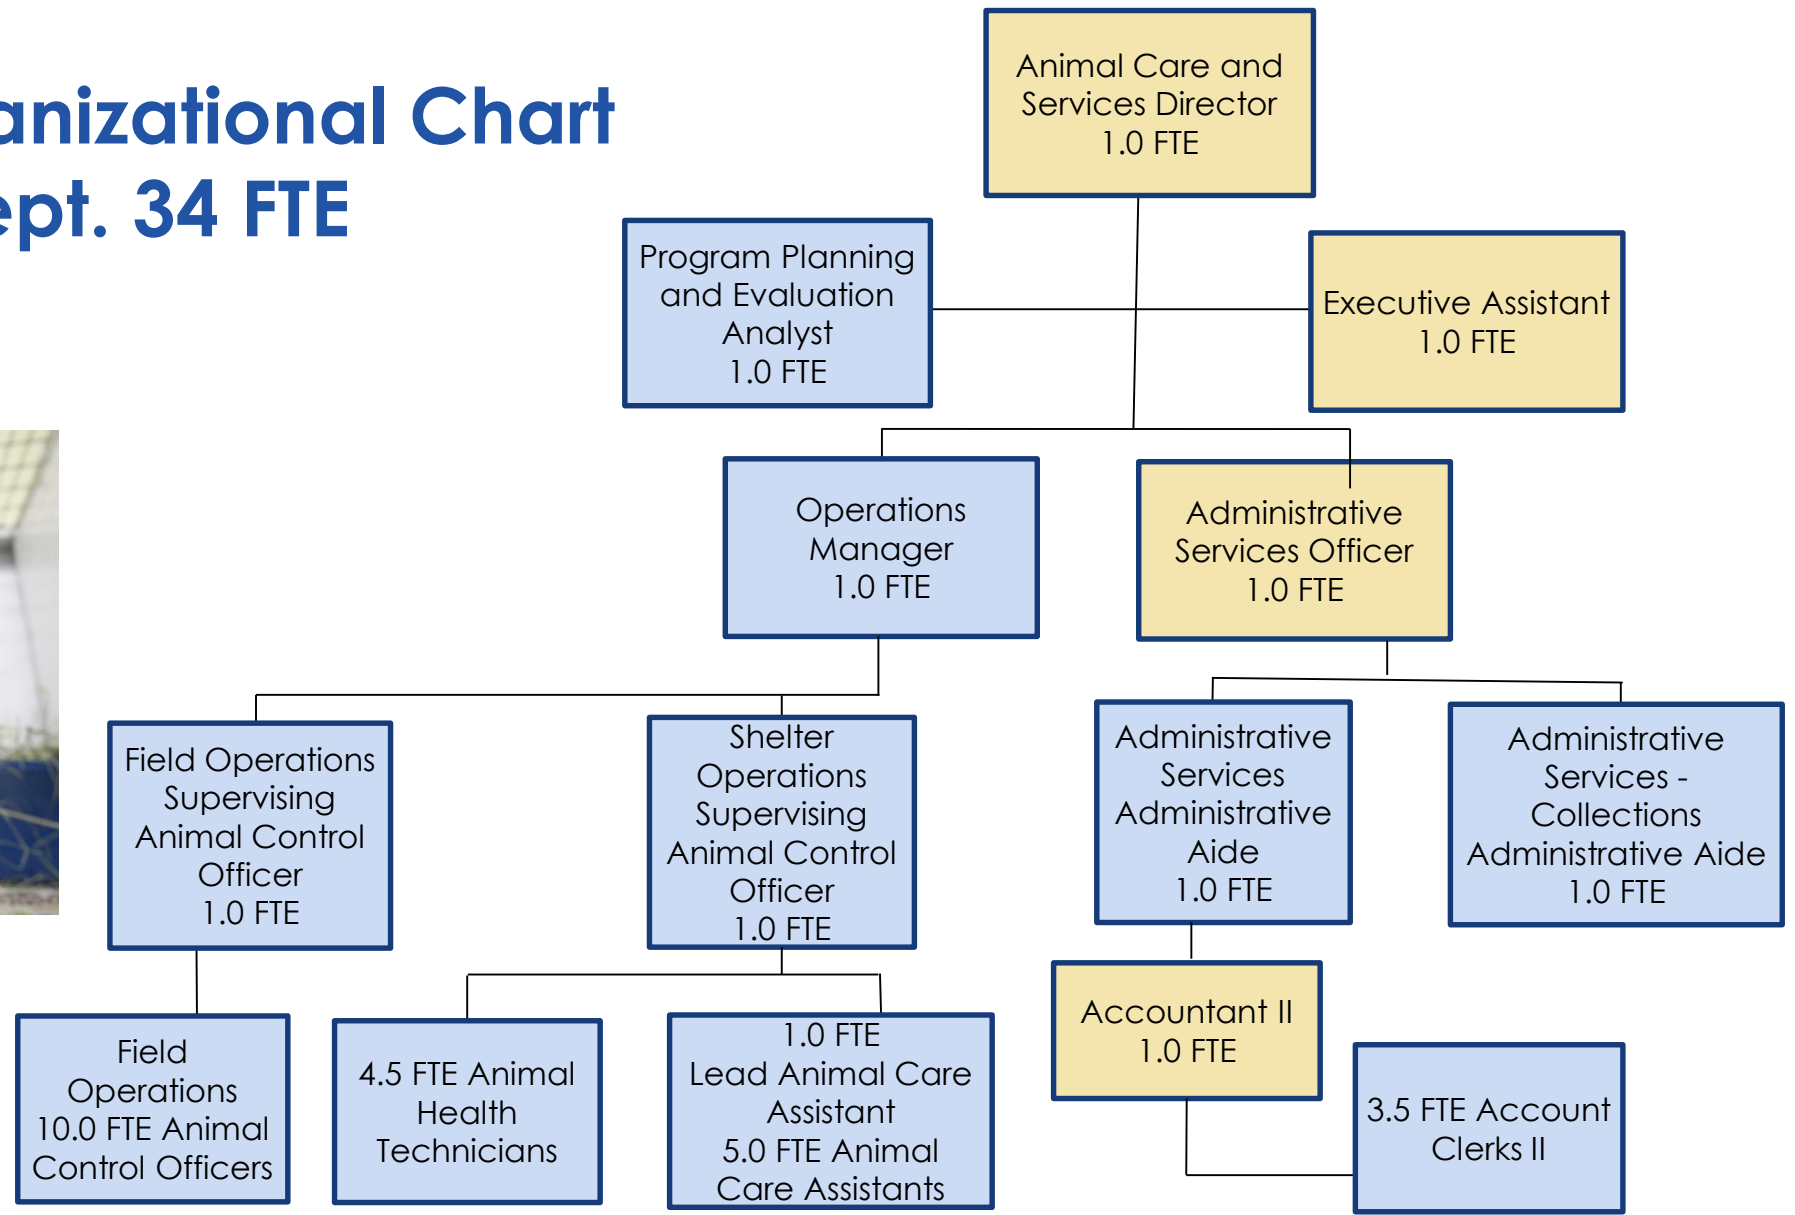 anizational Chart
ept. 34 FTE
Animal Care and
Services Director
1.0 FTE
Program Planning
and Evaluation
Analyst
1.0 FTE
Executive Assistant
1.0 FTE
Operations
Manager
1.0 FTE
Administrative
Services Officer
1.0 FTE
Field Operations
Supervising
Animal Control
Officer
1.0 FTE
Shelter
Operations
Supervising
Animal Control
Officer
1.0 FTE
Administrative
Services
Administrative
Aide
1.0 FTE
Administrative
Services -
Collections
Administrative Aide
1.0 FTE
Field
Operations
10.0 FTE Animal
Control Officers
4.5 FTE Animal
Health
Technicians
1.0 FTE
Lead Animal Care
Assistant
5.0 FTE Animal
Care Assistants
Accountant II
1.0 FTE
3.5 FTE Account
Clerks II